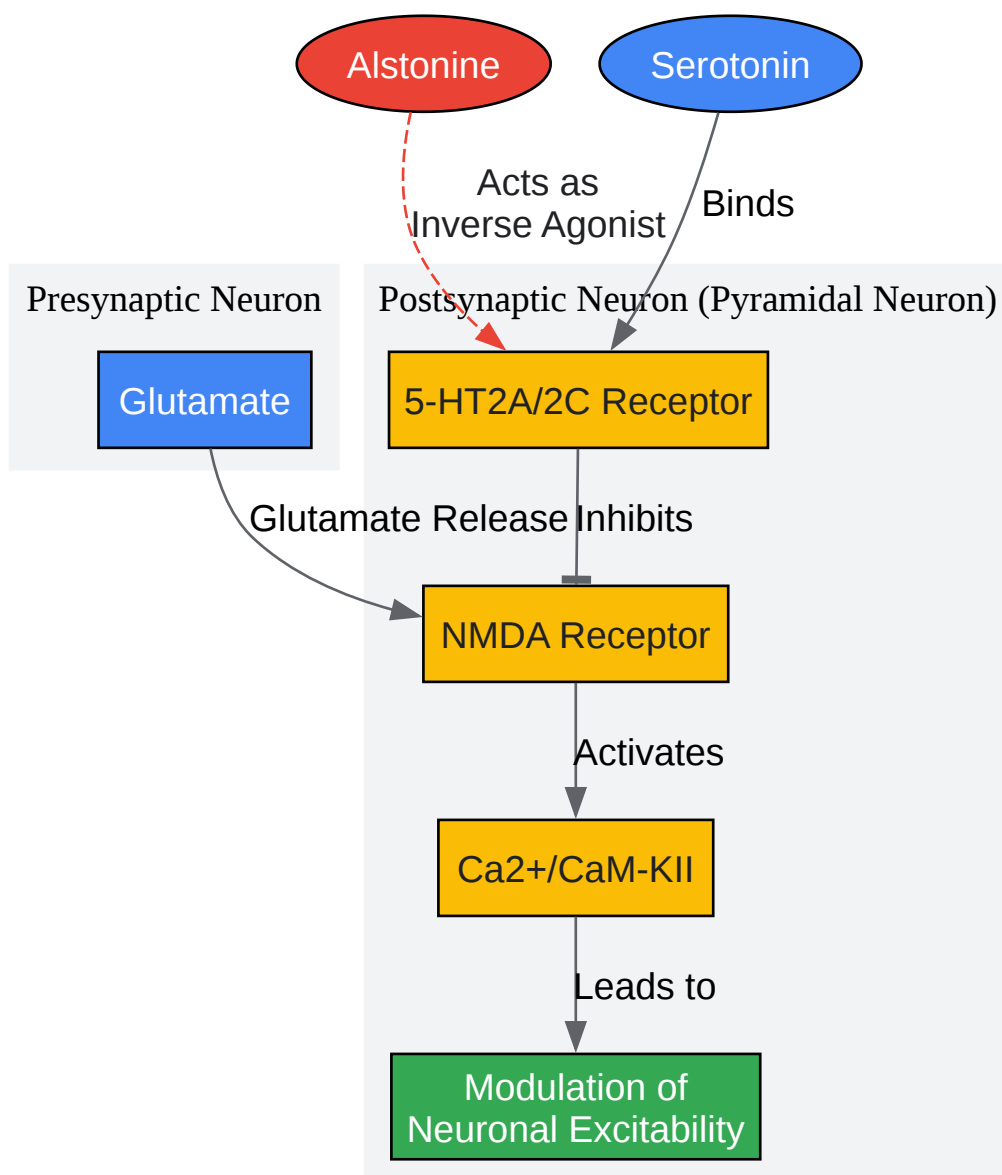 Alstonine
Serotonin
Acts as
Inverse Agonist
Binds
Presynaptic Neuron
Postsynaptic Neuron (Pyramidal Neuron)
Glutamate
5-HT2A/2C Receptor
Glutamate Release
Inhibits
NMDA Receptor
Activates
Ca2+/CaM-KII
Leads to
Modulation of
Neuronal Excitability